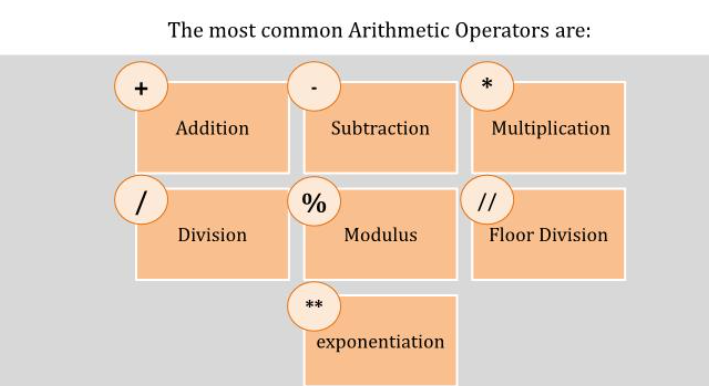 The most common Arithmetic Operators are:
+
Addition
-
Subtraction
*
Multiplication
/
Division
%
Modulus
//
Floor Division
**
exponentiation